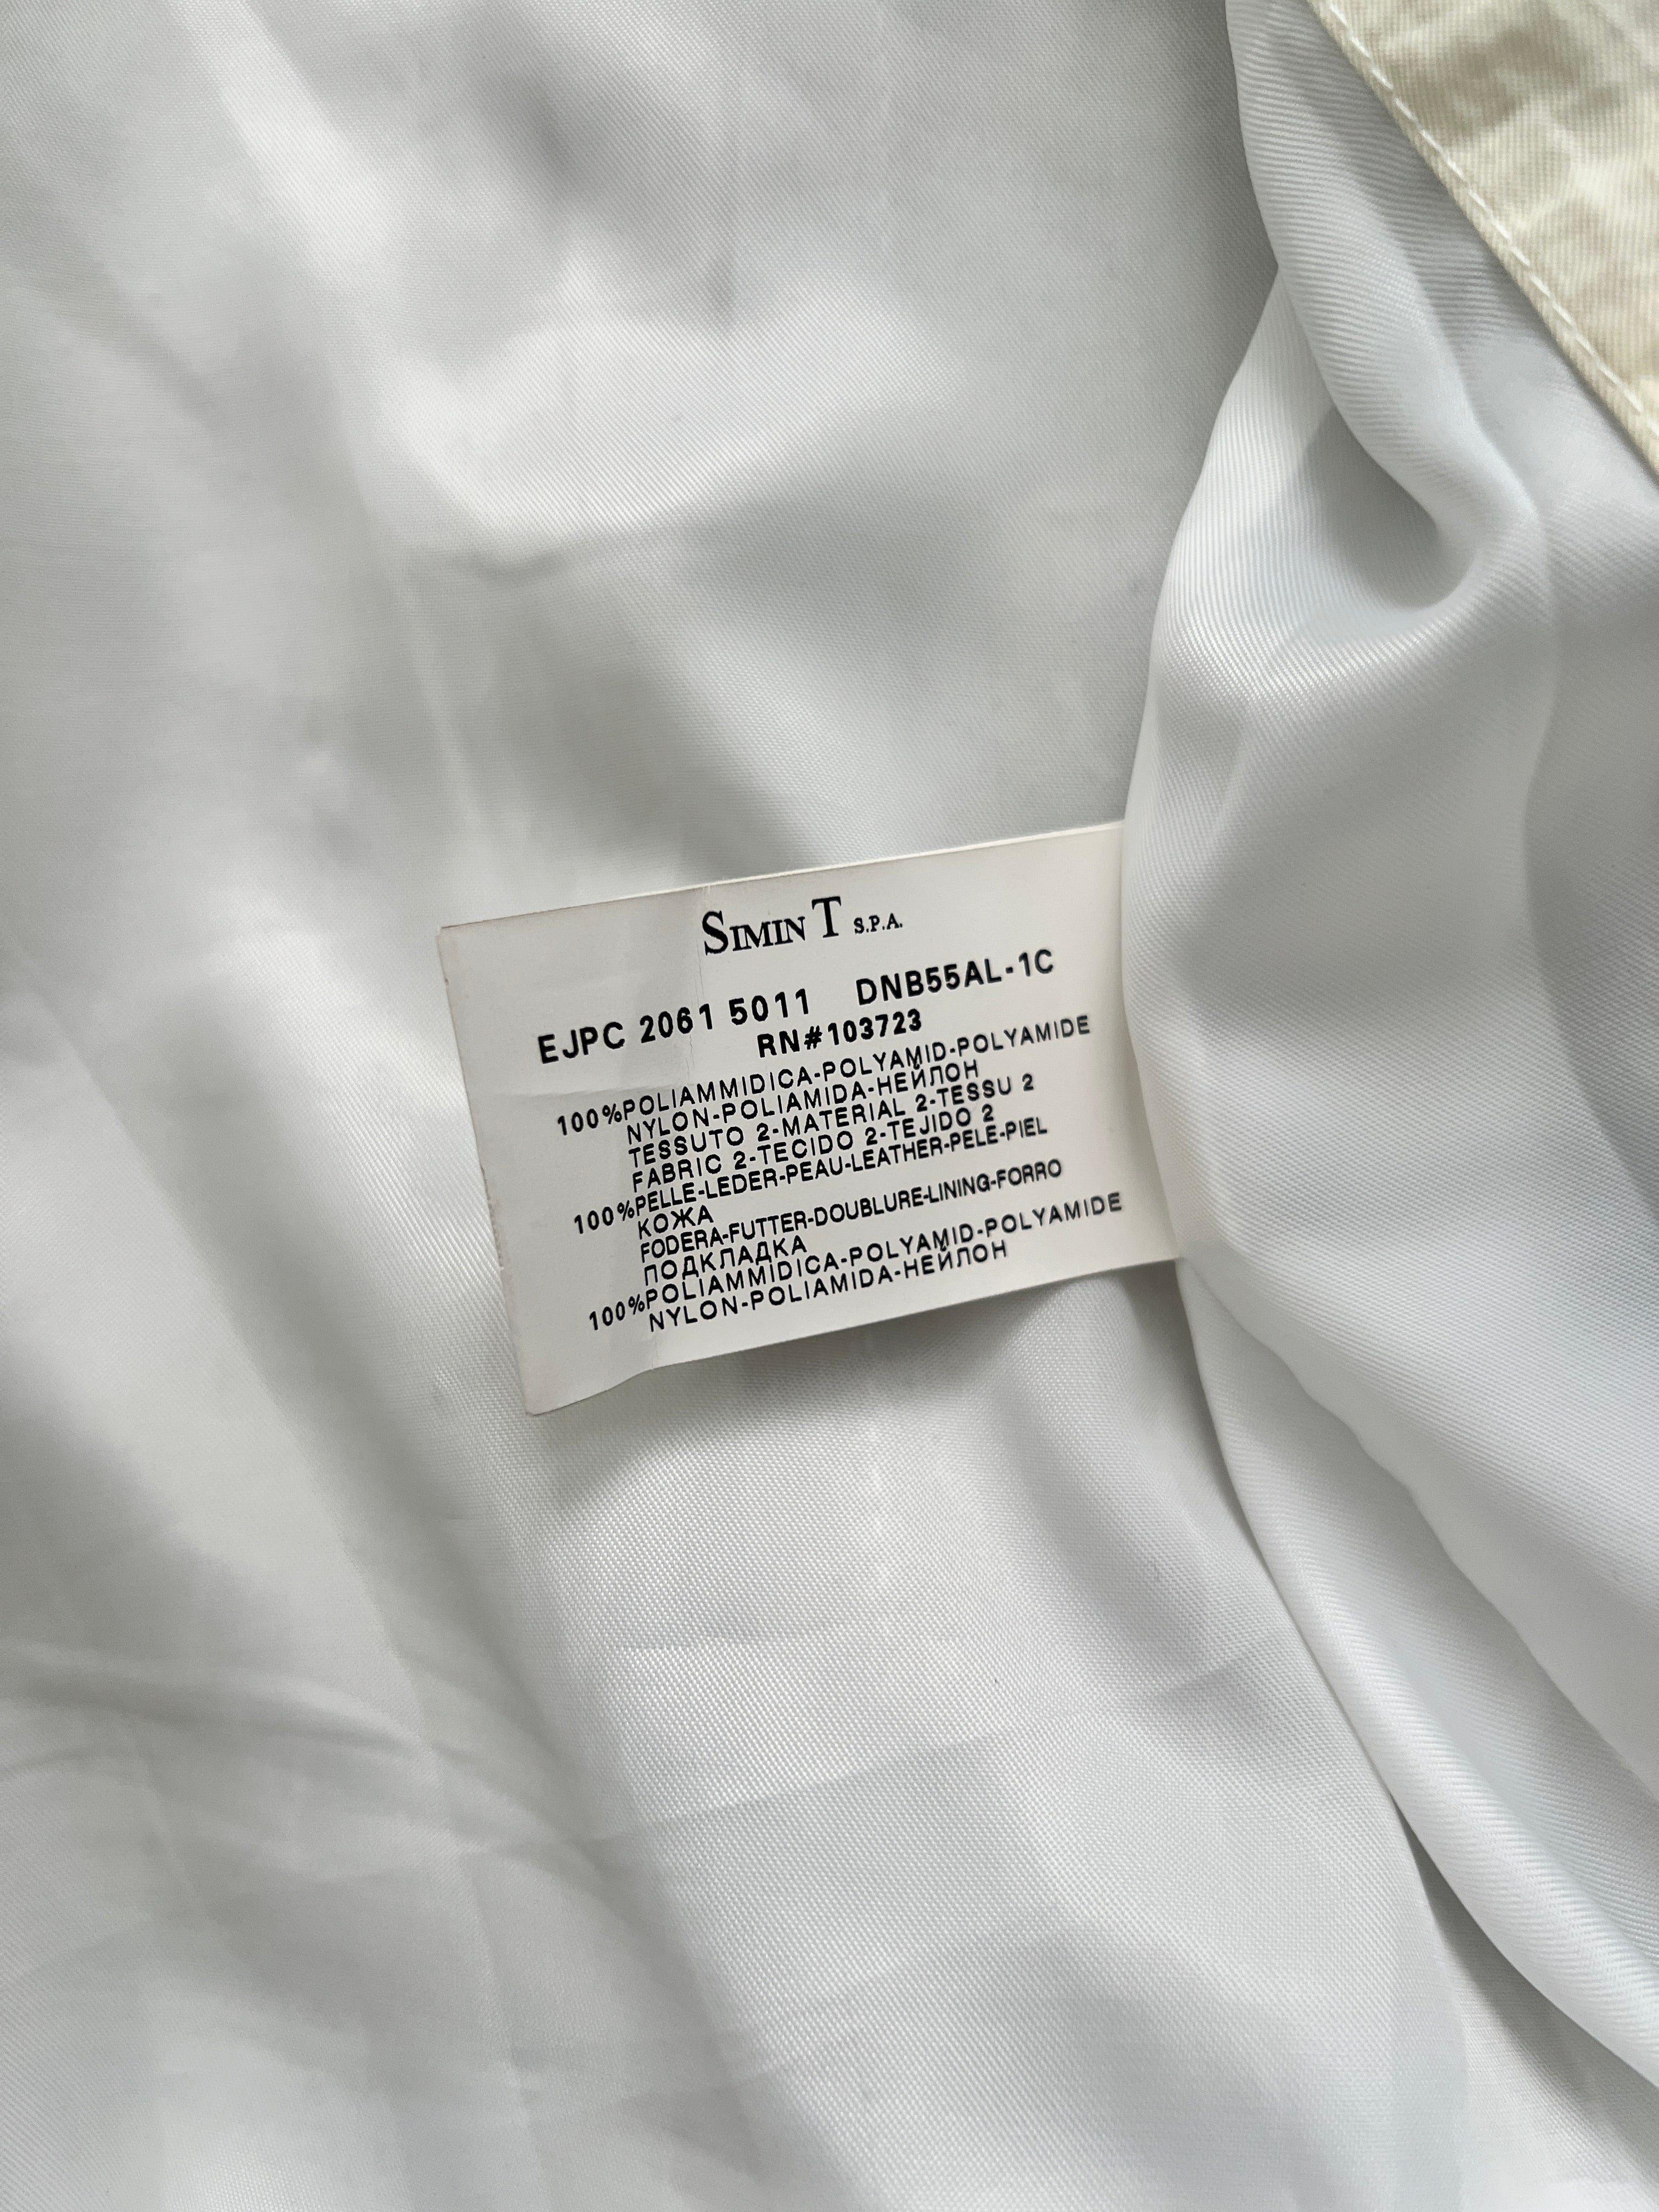 SIMIN T S.P.A.
EJPC 2061 5011 DNB55AL-1C
RN#103723
100%POLIAMMIDICA-POLYAMID-POLYAMIDE
NYLON-POLIAMIDA-НЕЙЛОН
TESSUTO 2-MATERIAL 2-TESSU 2
FABRIC 2-TECIDO 2-TEJIDO 2
100%PELLE-LEDER-PEAU-LEATHER-PELE-PIEL
КОЖА
FODERA-FUTTER-DOUBLURE-LINING-FORRO
ПОДКЛАДКА
100%POLIAMMIDICA-POLYAMID-POLYAMIDE
NYLON-POLIAMIDA-НЕЙЛОН